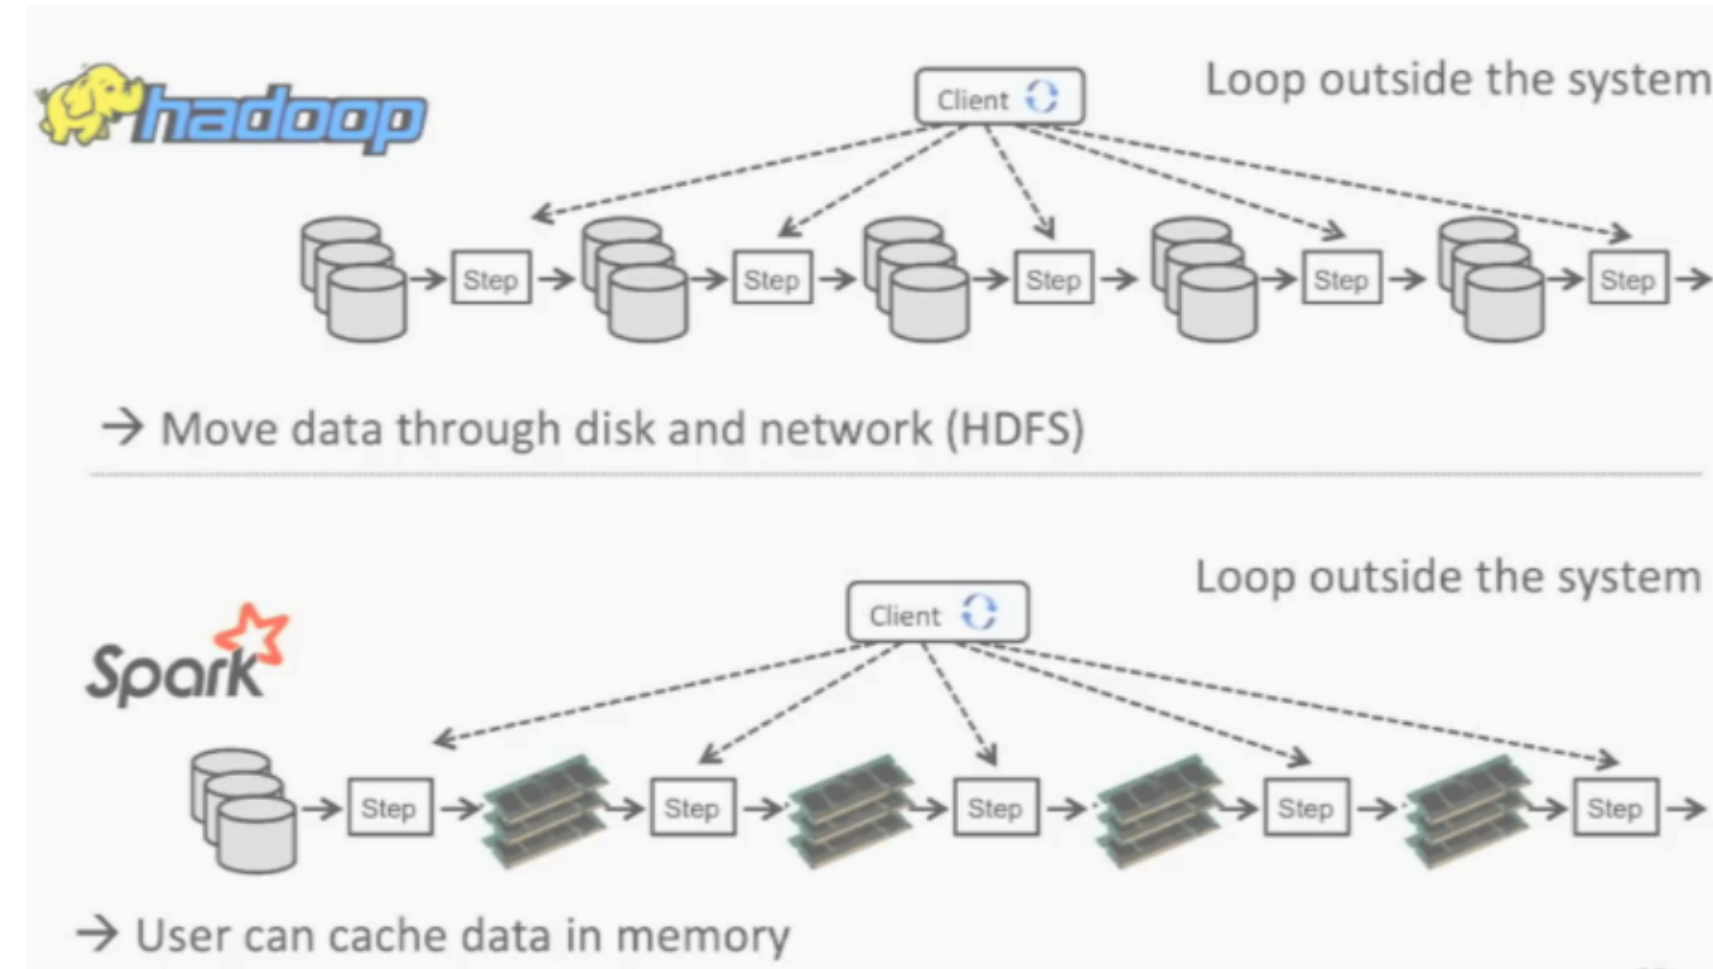 hadoop
Client
Loop outside the system
Step Step Step Step Step
→ Move data through disk and network (HDFS)
Loop outside the system
Client
Spark
Step Step Step Step Step
→ User can cache data in memory